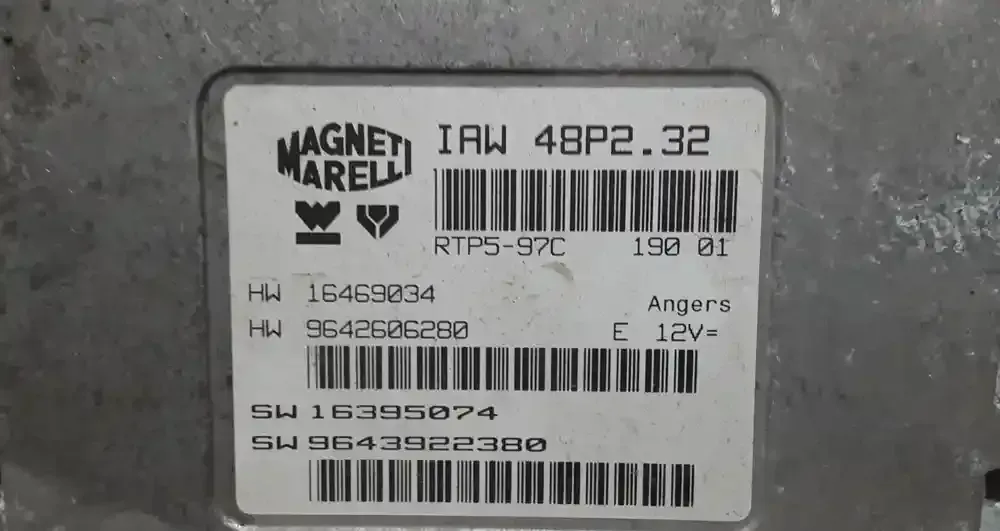 MAGNETI
MARELLI
IAW 48P2.32
RTP5-97C 190 01
HW 16469034
Angers
HW 9642606280 E 12V=
SW 16395074
SW 9643922380